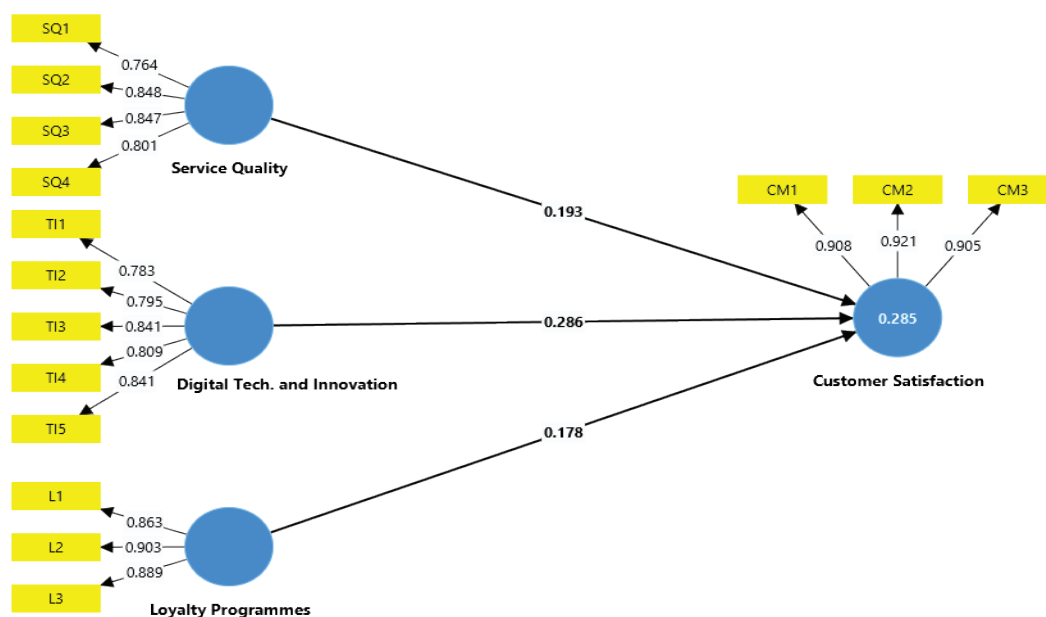 SQ1
0.764
SQ2
0.848
SQ3
0.847
0.801
SQ4
Service Quality
TI1
0.783
TI2
0.795
TI3
0.841
0.809
TI4
0.841
TI5
Digital Tech. and Innovation
L1
0.863
L2
0.903
0.889
L3
Loyalty Programmes
0.193
0.286
0.178
CM1
CM2
CM3
0.908
0.921
0.905
0.285
Customer Satisfaction